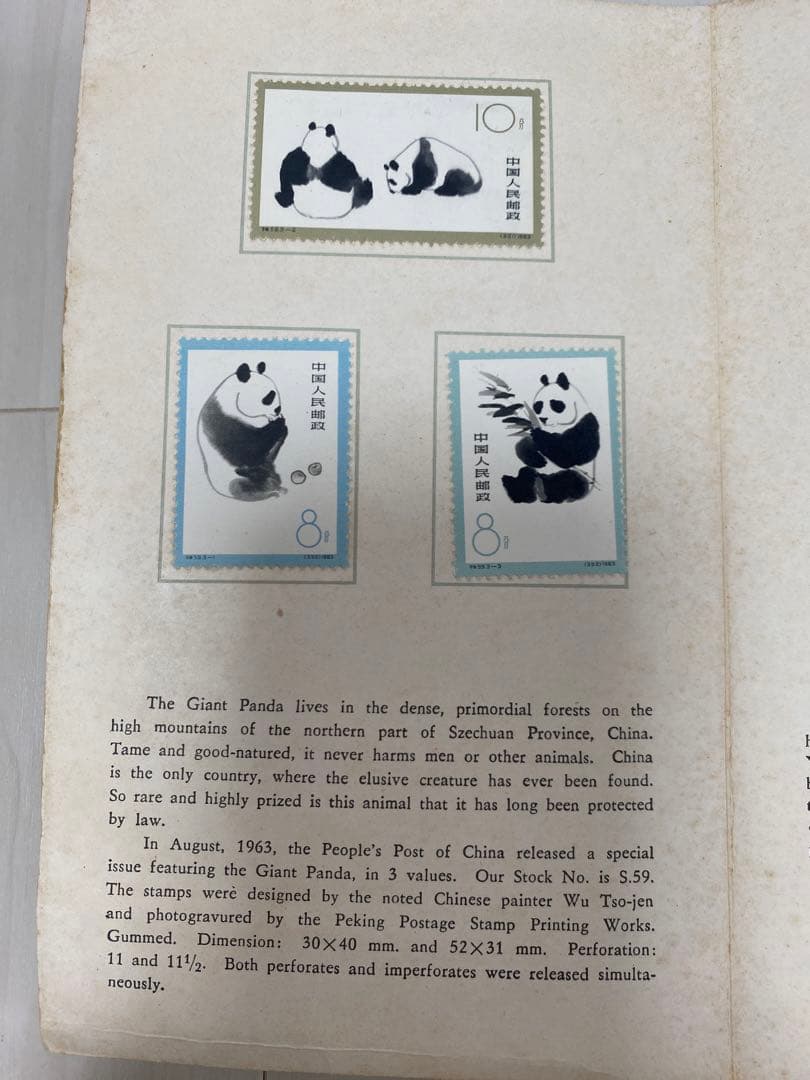 10分
中国人民邮政
中国人民邮政
8分
中国人民邮政
8分
The Giant Panda lives in the dense, primordial forests on the
high mountains of the northern part of Szechuan Province, China.
Tame and good-natured, it never harms men or other animals. China
is the only country, where the elusive creature has ever been found.
So rare and highly prized is this animal that it has long been protected
by law.
In August, 1963, the People's Post of China released a special
issue featuring the Giant Panda, in 3 values. Our Stock No. is S.59.
The stamps were designed by the noted Chinese painter Wu Tso-jen
and photogravured by the Peking Postage Stamp Printing Works.
Gummed. Dimension: 30×40 mm. and 52×31 mm. Perforation:
11 and 11½. Both perforates and imperforates were released simulta-
neously.